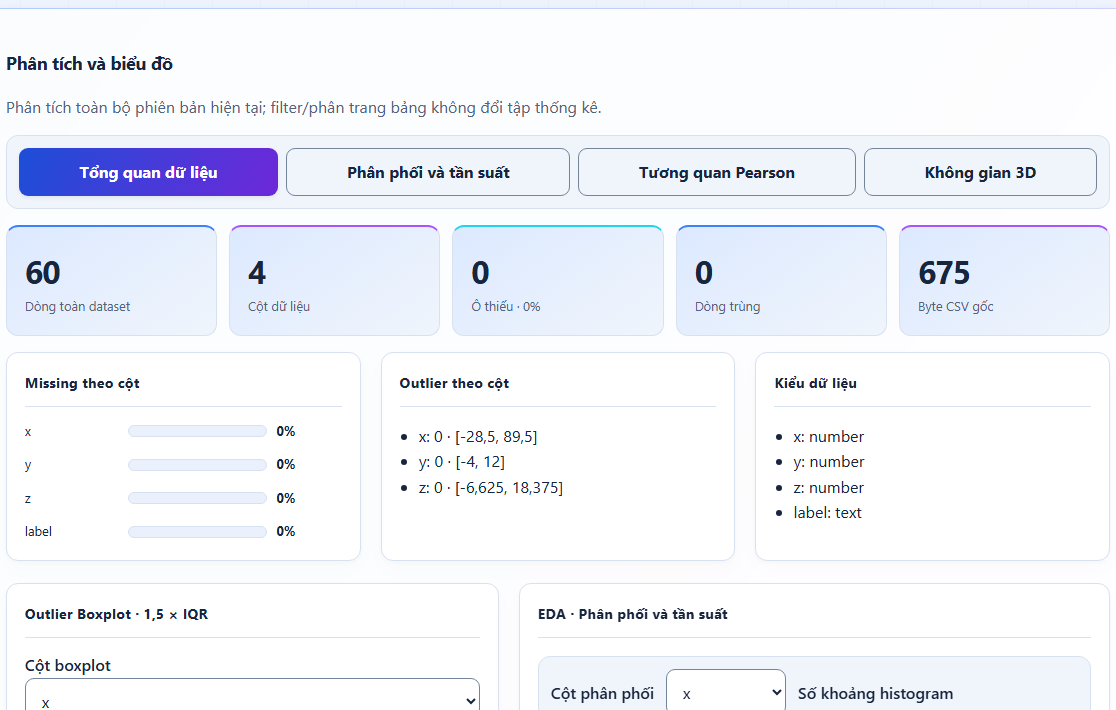 Phân tích và biểu đồ
Phân tích toàn bộ phiên bản hiện tại; filter/phân trang bảng không đổi tập thống kê.
Tổng quan dữ liệu
Phân phối và tần suất
Tương quan Pearson
Không gian 3D
60
Dòng toàn dataset
4
Cột dữ liệu
0
Ô thiếu · 0%
0
Dòng trùng
675
Byte CSV gốc
Missing theo cột
x 0%
y 0%
z 0%
label 0%
Outlier theo cột
• x: 0 · [-28,5, 89,5]
• y: 0 · [-4, 12]
• z: 0 · [-6,625, 18,375]
Kiểu dữ liệu
• x: number
• y: number
• z: number
• label: text
Outlier Boxplot · 1,5 × IQR
Cột boxplot
x
EDA · Phân phối và tần suất
Cột phân phối x Số khoảng histogram